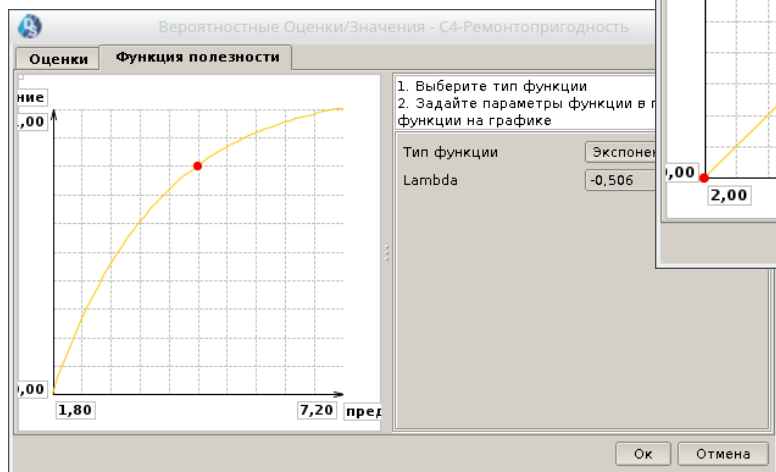 Вероятностные Оценки/Значения - С4-Ремонтопригодность
Оценки
Функция полезности
ние
,00
1. Выберите тип функции
2. Задайте параметры функции в г
функции на графике
Тип функции
Экспонен
Lambda
-0,506
,00
2,00
,00
1,80
7,20
пред
Ок
Отмена